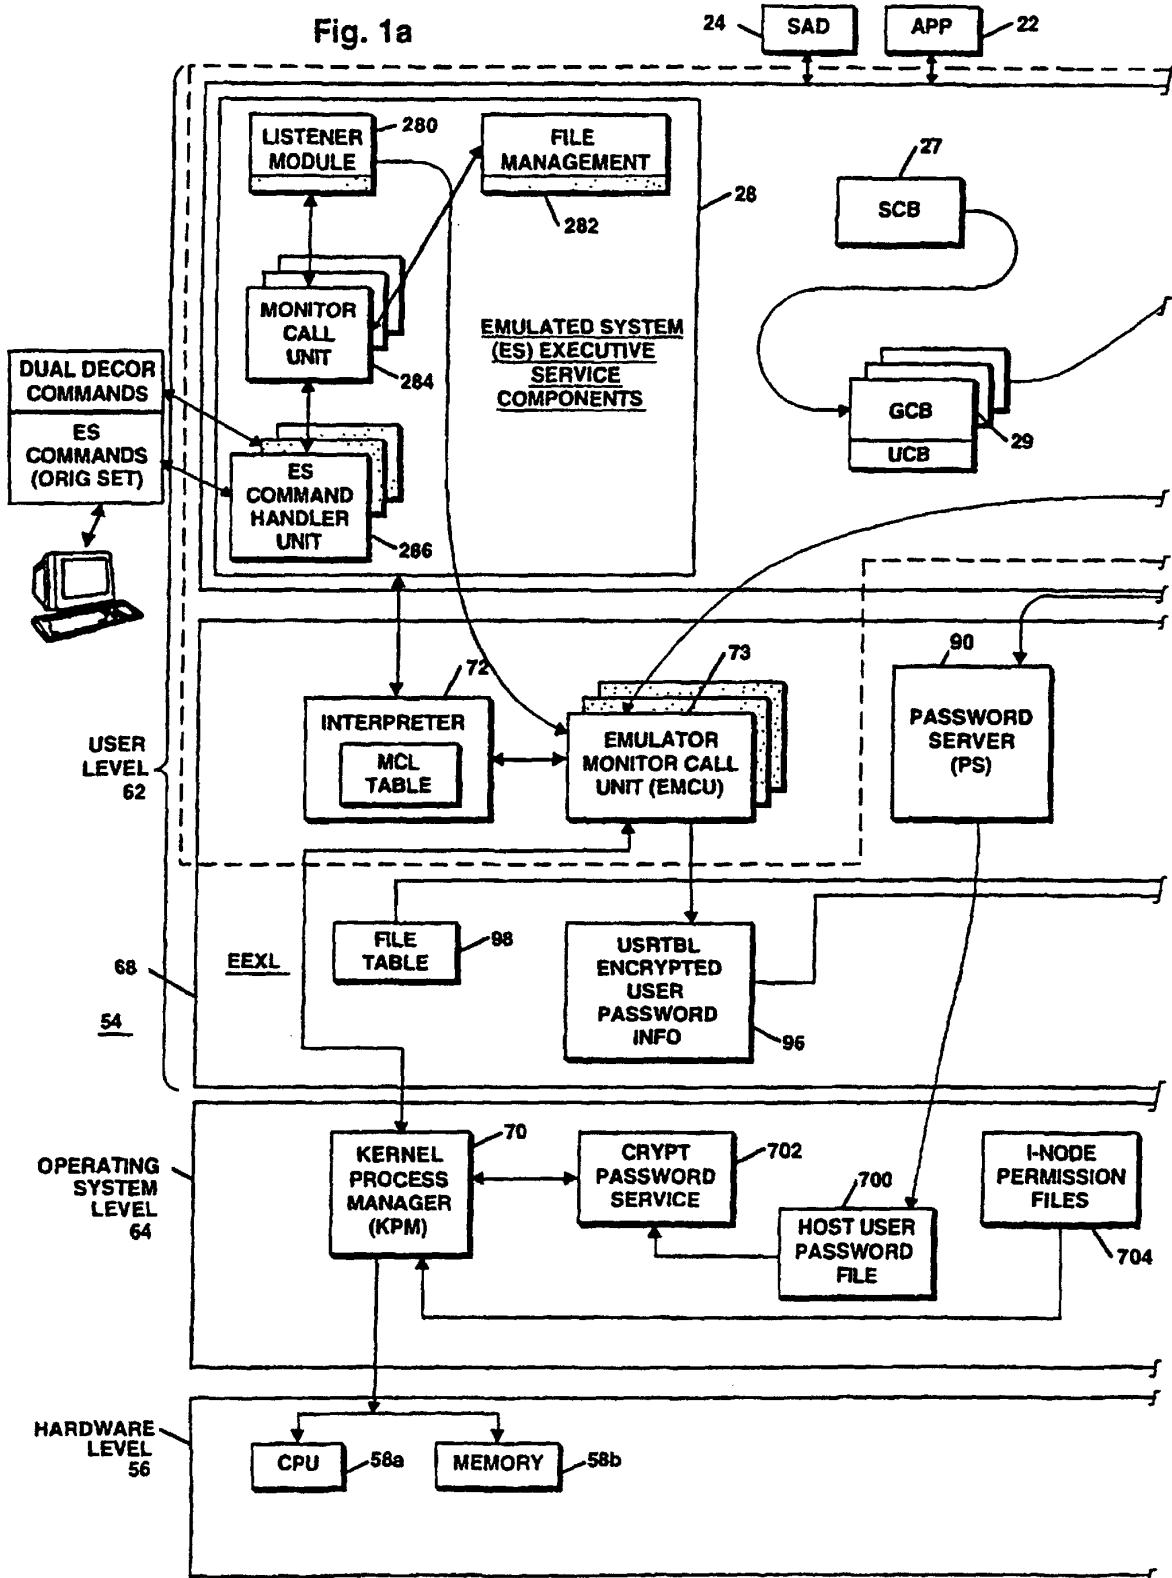 Fig. 1a
24
SAD
APP
22
LISTENER
MODULE
280
FILE
MANAGEMENT
282
28
27
SCB
MONITOR
CALL
UNIT
284
EMULATED SYSTEM
(ES) EXECUTIVE
SERVICE
COMPONENTS
DUAL DECOR
COMMANDS
ES
COMMANDS
(ORIG SET)
GCB
UCB
29
ES
COMMAND
HANDLER
UNIT
286
72
73
90
INTERPRETER
MCL
TABLE
EMULATOR
MONITOR CALL
UNIT (EMCU)
PASSWORD
SERVER
(PS)
USER
LEVEL
62
FILE
TABLE
98
EEXL
USRTBL
ENCRYPTED
USER
PASSWORD
INFO
96
68
54
70
KERNEL
PROCESS
MANAGER
(KPM)
CRYPT
PASSWORD
SERVICE
702
700
HOST USER
PASSWORD
FILE
I-NODE
PERMISSION
FILES
704
OPERATING
SYSTEM
LEVEL
64
HARDWARE
LEVEL
56
CPU
58a
MEMORY
58b